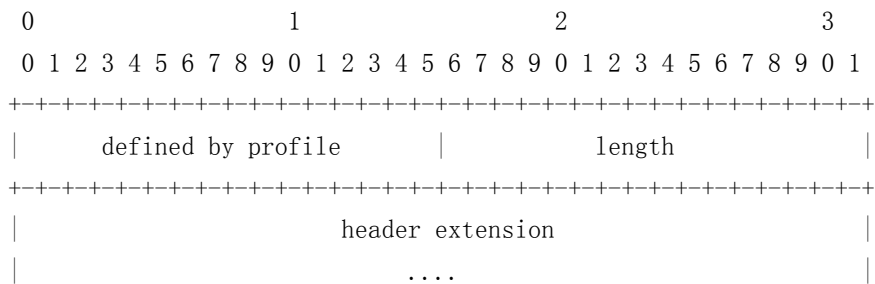 0                   1                   2                   3
0 1 2 3 4 5 6 7 8 9 0 1 2 3 4 5 6 7 8 9 0 1 2 3 4 5 6 7 8 9 0 1
+-+-+-+-+-+-+-+-+-+-+-+-+-+-+-+-+-+-+-+-+-+-+-+-+-+-+-+-+-+-+-+-+
|      defined by profile       |           length              |
+-+-+-+-+-+-+-+-+-+-+-+-+-+-+-+-+-+-+-+-+-+-+-+-+-+-+-+-+-+-+-+-+
|                        header extension                       |
|                             ....                              |